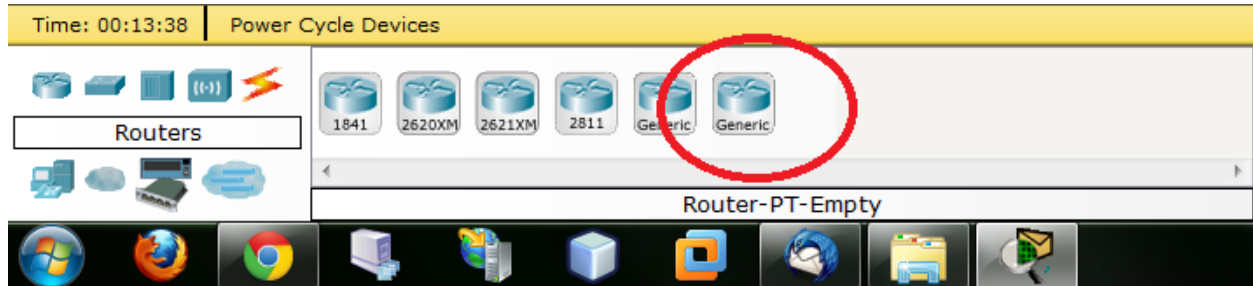 Time: 00:13:38 Power Cycle Devices
1841 2620XM 2621XM 2811 Generic Generic
Routers
Router-PT-Empty